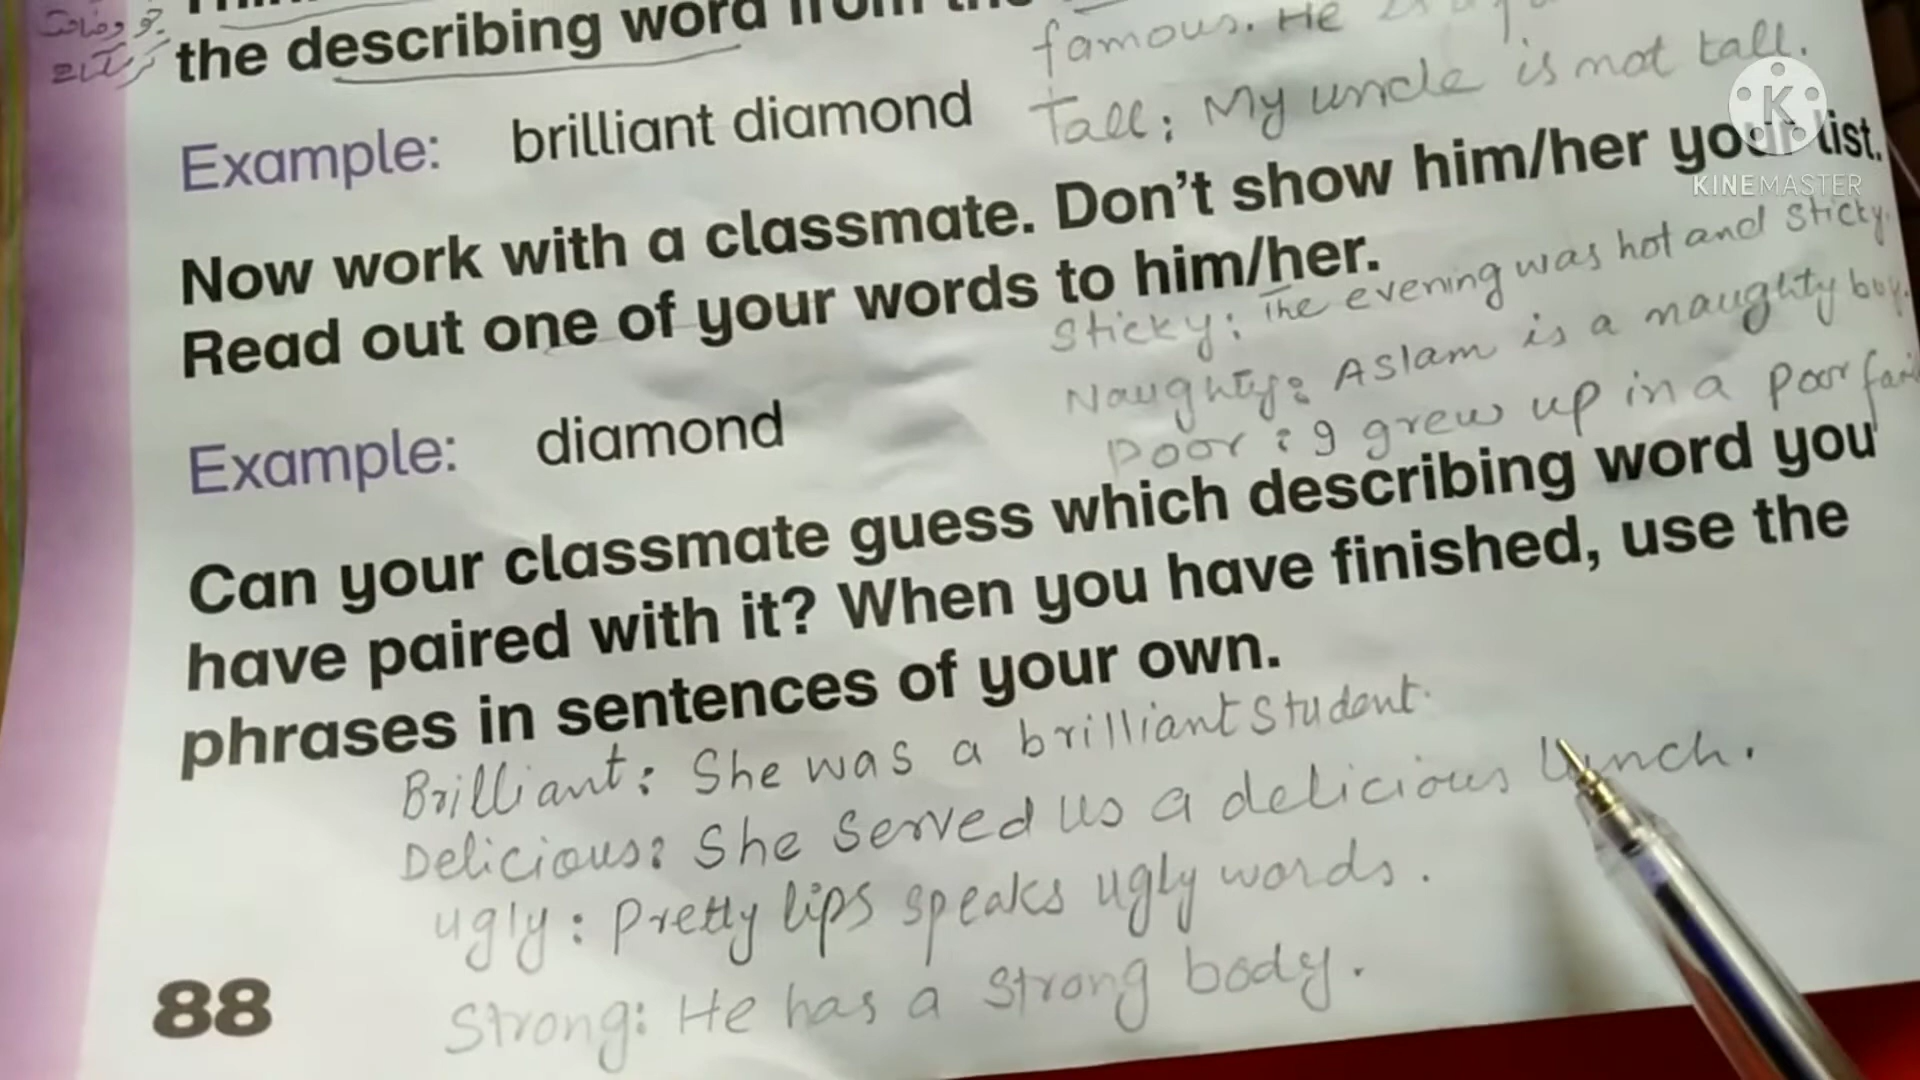 the describing word from the
famous. He is
Tall: My uncle is not tall.
Example: brilliant diamond
Now work with a classmate. Don't show him/her your list.
Read out one of your words to him/her.
KINEMASTER
Sticky: The evening was hot and sticky.
Naughty: Aslam is a naughty boy.
Poor: I grew up in a poor
Example: diamond
Can your classmate guess which describing word you
have paired with it? When you have finished, use the
phrases in sentences of your own.
Brilliant: She was a brilliant student.
Delicious: She served us a delicious lunch.
ugly: Pretty lips speaks ugly words.
Strong: He has a strong body.
88